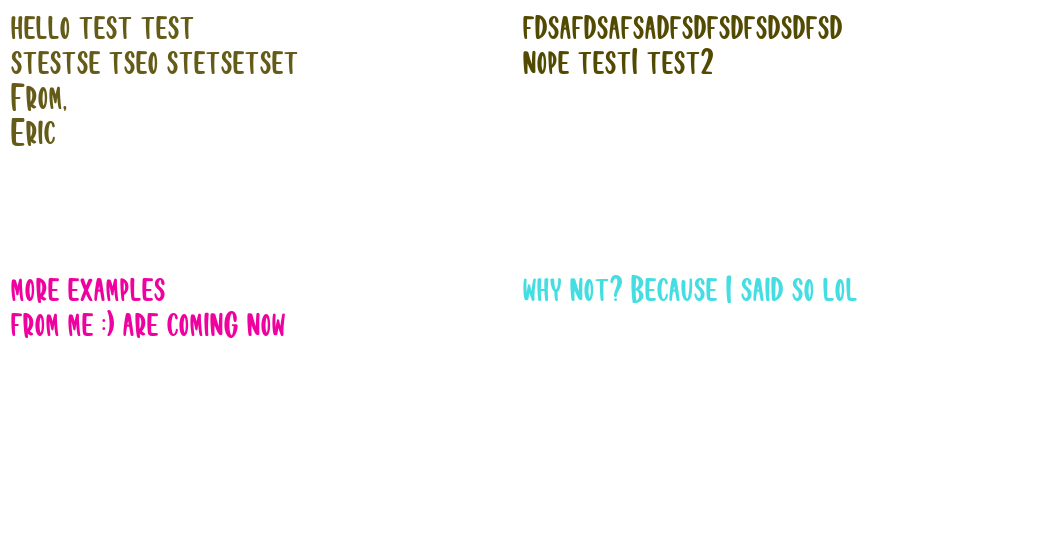 hello test test
stestse tseo stetsetset
From,
Eric
fdsafdsafsadfsdfsdfsdsdfsd
nope test1 test2
more examples
from me :) are coming now
why not? Because I said so lol